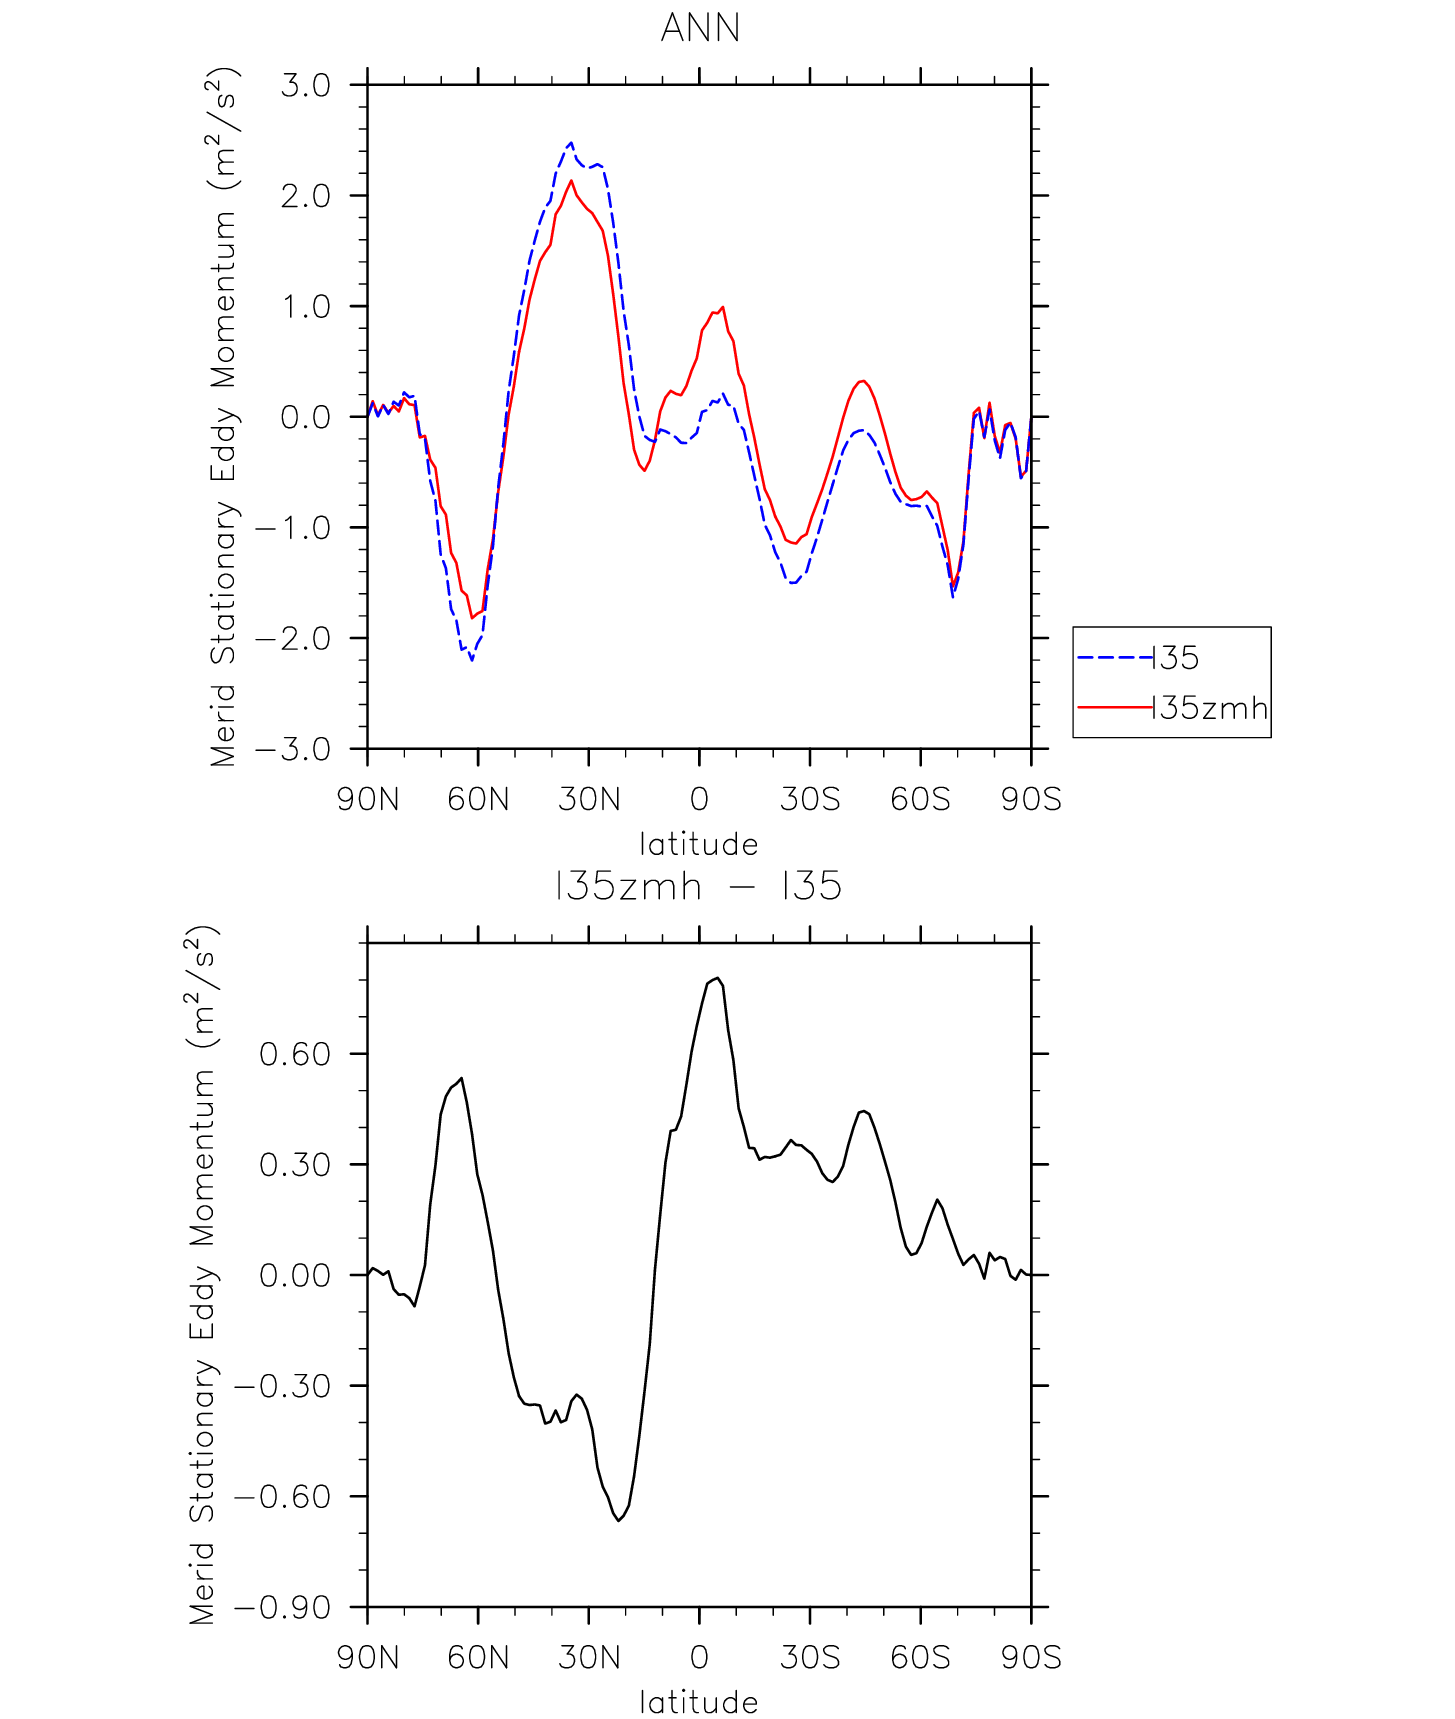 ANN
Merid Stationary Eddy Momentum (m²/s²)
3.0
2.0
1.0
0.0
−1.0
−2.0
−3.0
90N 60N 30N 0 30S 60S 90S
latitude
I35
I35zmh
I35zmh − I35
Merid Stationary Eddy Momentum (m²/s²)
0.60
0.30
0.00
−0.30
−0.60
−0.90
90N 60N 30N 0 30S 60S 90S
latitude